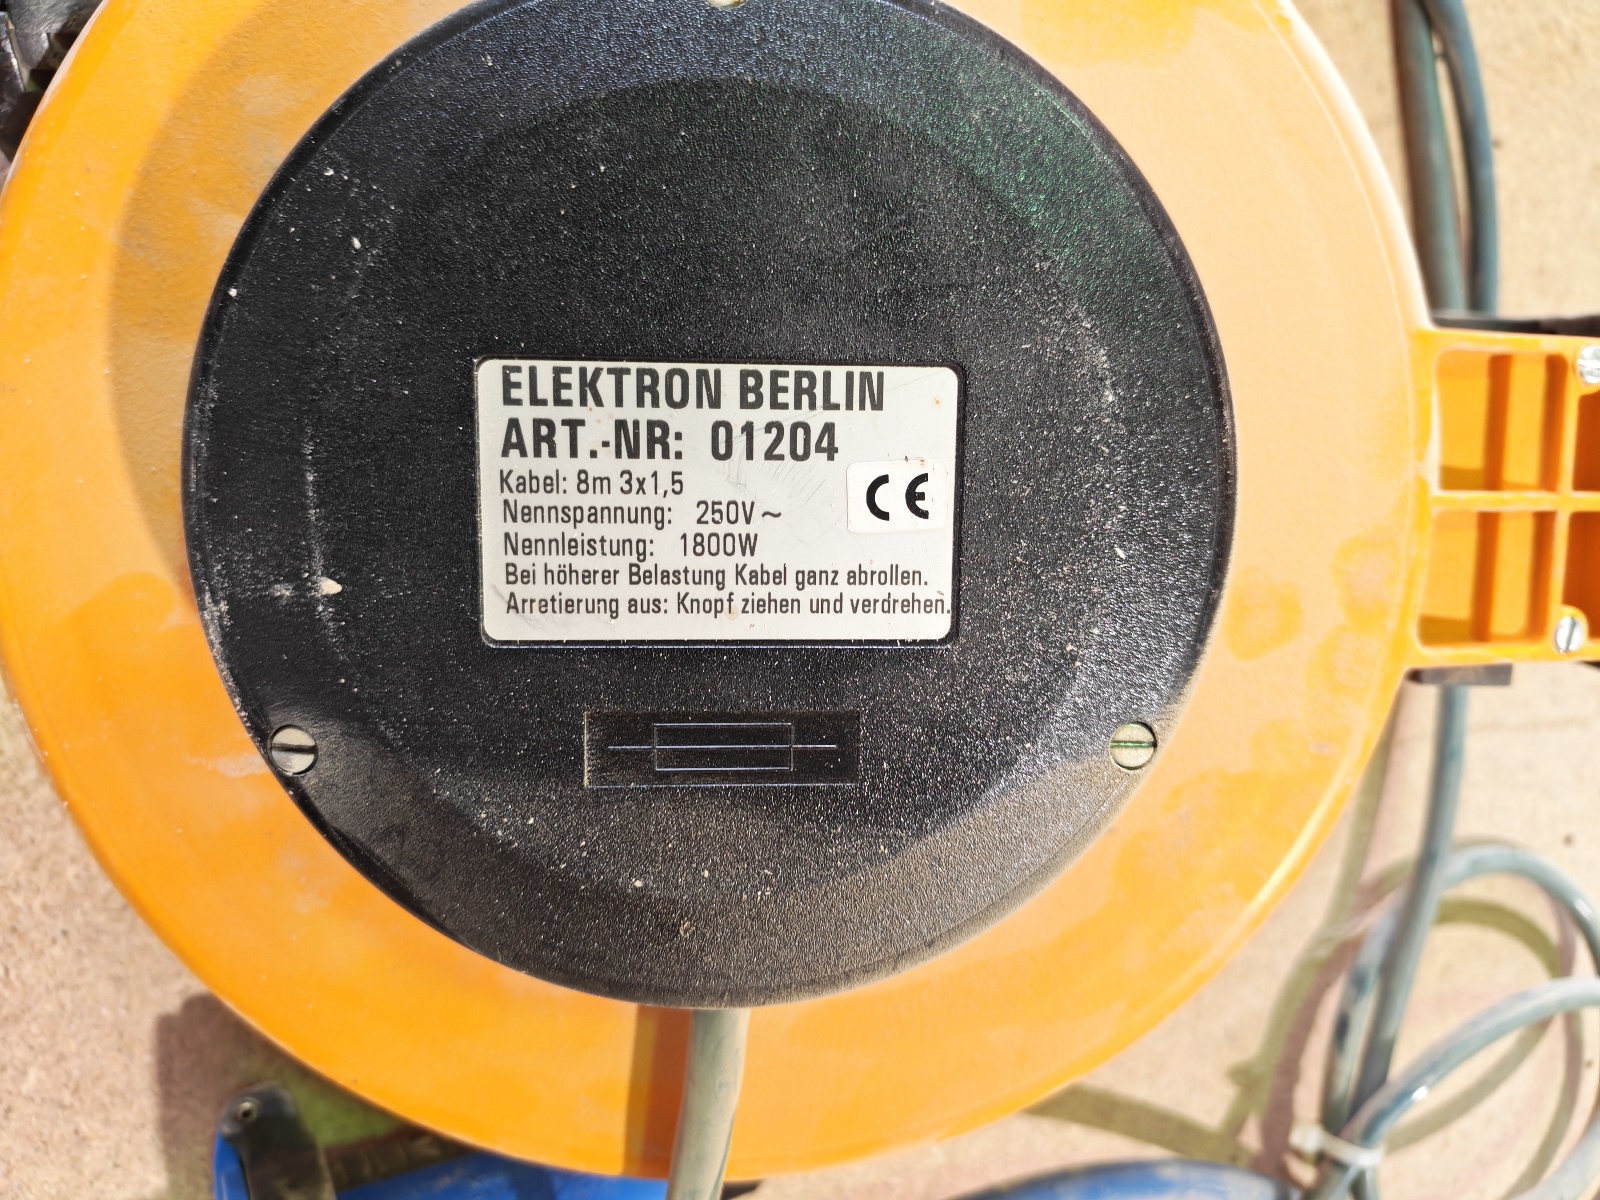 ELEKTRON BERLIN
ART.-NR: 01204
Kabel: 8m 3x1,5
CE
Nennspannung: 250V~
Nennleistung: 1800W
Bei höherer Belastung Kabel ganz abrollen.
Arretierung aus: Knopf ziehen und verdrehen.